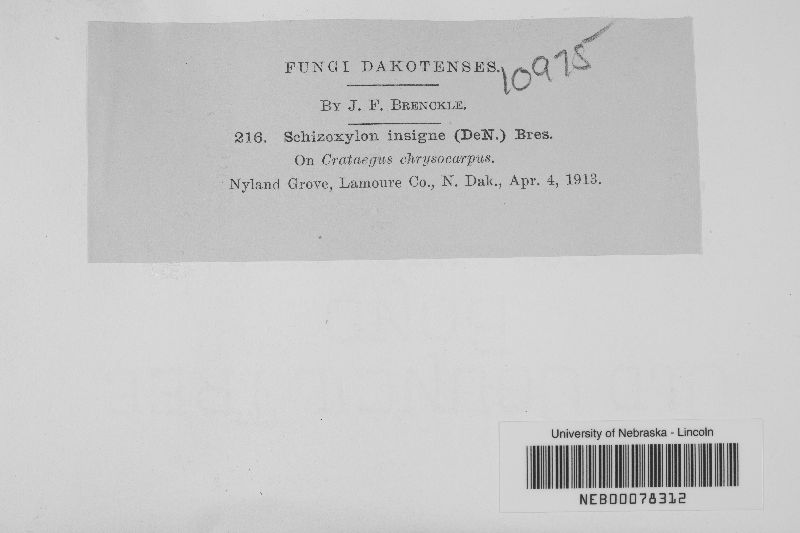 FUNGI DAKOTENSES.
10975
BY J. F. BRENCKLE.
216. Schizoxylon insigne (DeN.) Bres.
On Crataegus chrysocarpus.
Nyland Grove, Lamoure Co., N. Dak., Apr. 4, 1913.
University of Nebraska - Lincoln
NEB00078312